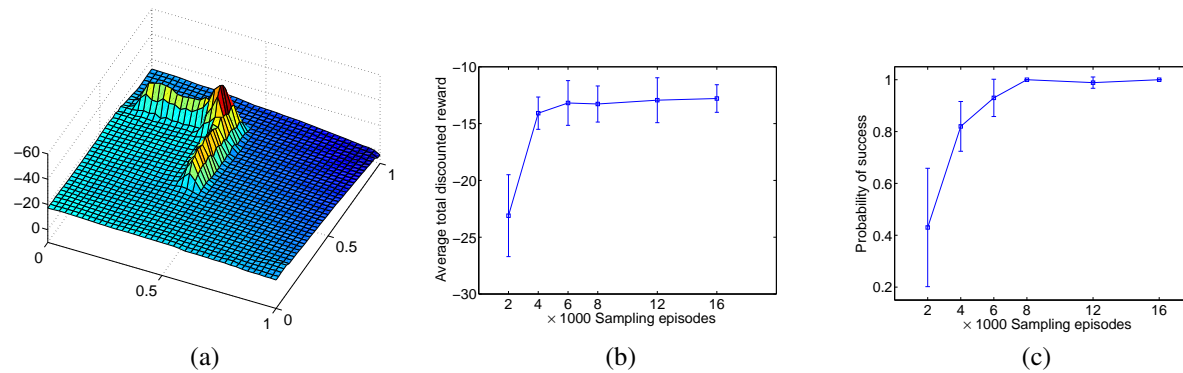 −60
−40
−20
0
0
0.5
1
0
0.5
1
(a)
Average total discounted reward
−10
−15
−20
−25
−30
2 4 6 8 12 16
× 1000 Sampling episodes
(b)
Probability of success
1
0.8
0.6
0.4
0.2
2 4 6 8 12 16
× 1000 Sampling episodes
(c)